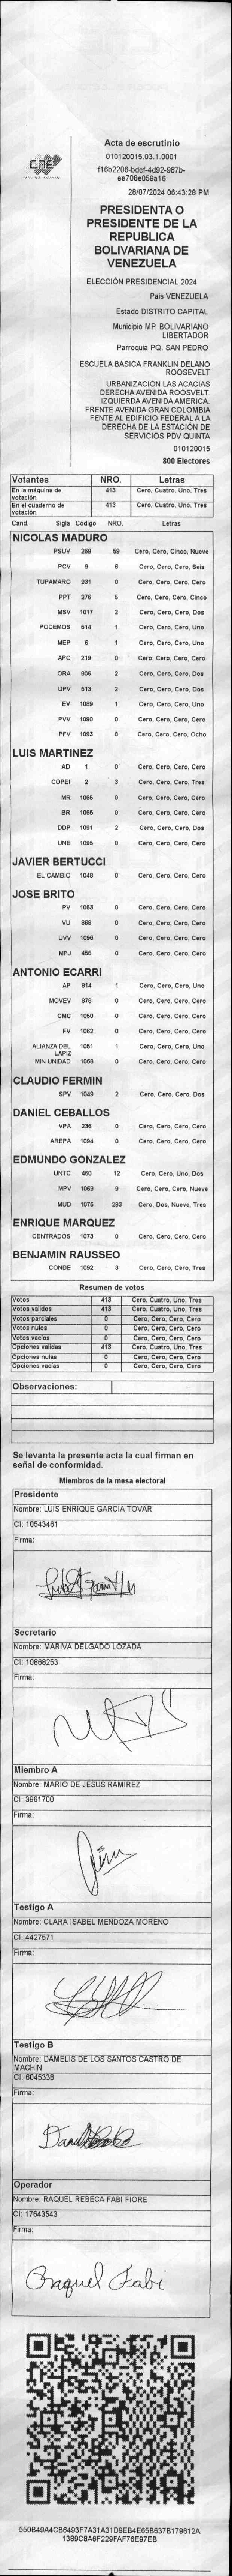 CNE
Acta de escrutinio
010120015.03.1.0001
f16b2206-bdef-4d92-987b-
ee708e059a16
28/07/2024 06:43:28 PM
PRESIDENTA O
PRESIDENTE DE LA
REPUBLICA
BOLIVARIANA DE
VENEZUELA
ELECCIÓN PRESIDENCIAL 2024
Pais VENEZUELA
Estado DISTRITO CAPITAL
Municipio MP. BOLIVARIANO
LIBERTADOR
Parroquia PQ. SAN PEDRO
ESCUELA BASICA FRANKLIN DELANO
ROOSEVELT
URBANIZACIÓN LAS ACACIAS
DERECHA AVENIDA ROOSVELT.
IZQUIERDA AVENIDA AMERICA.
FRENTE AVENIDA GRAN COLOMBIA
FENTE AL EDIFICIO FEDERAL A LA
DERECHA DE LA ESTACIÓN DE
SERVICIOS PDV QUINTA
010120015
800 Electores
Votantes NRO. Letras
En la máquina de votación 413 Cero, Cuatro, Uno, Tres
En el cuaderno de votación 413 Cero, Cuatro, Uno, Tres
Cand. Sigla Código NRO. Letras
NICOLAS MADURO
PSUV 269 59 Cero, Cero, Cinco, Nueve
PCV 9 6 Cero, Cero, Cero, Seis
TUPAMARO 931 0 Cero, Cero, Cero, Cero
PPT 276 5 Cero, Cero, Cero, Cinco
MSV 1017 2 Cero, Cero, Cero, Dos
PODEMOS 514 1 Cero, Cero, Cero, Uno
MEP 6 1 Cero, Cero, Cero, Uno
APC 219 0 Cero, Cero, Cero, Cero
ORA 906 2 Cero, Cero, Cero, Dos
UPV 513 2 Cero, Cero, Cero, Dos
EV 1089 1 Cero, Cero, Cero, Uno
PVV 1090 0 Cero, Cero, Cero, Cero
PFV 1093 8 Cero, Cero, Cero, Ocho
LUIS MARTINEZ
AD 1 0 Cero, Cero, Cero, Cero
COPEI 2 3 Cero, Cero, Cero, Tres
MR 1065 0 Cero, Cero, Cero, Cero
BR 1066 0 Cero, Cero, Cero, Cero
DDP 1091 2 Cero, Cero, Cero, Dos
UNE 1095 0 Cero, Cero, Cero, Cero
JAVIER BERTUCCI
EL CAMBIO 1048 0 Cero, Cero, Cero, Cero
JOSE BRITO
PV 1053 0 Cero, Cero, Cero, Cero
VU 868 0 Cero, Cero, Cero, Cero
UVV 1096 0 Cero, Cero, Cero, Cero
MPJ 459 0 Cero, Cero, Cero, Cero
ANTONIO ECARRI
AP 914 1 Cero, Cero, Cero, Uno
MOVEV 978 0 Cero, Cero, Cero, Cero
CMC 1050 0 Cero, Cero, Cero, Cero
FV 1062 0 Cero, Cero, Cero, Cero
ALIANZA DEL LAPIZ 1051 1 Cero, Cero, Cero, Uno
MIN UNIDAD 1068 0 Cero, Cero, Cero, Cero
CLAUDIO FERMIN
SPV 1049 2 Cero, Cero, Cero, Dos
DANIEL CEBALLOS
VPA 236 0 Cero, Cero, Cero, Cero
AREPA 1094 0 Cero, Cero, Cero, Cero
EDMUNDO GONZALEZ
UNTC 460 12 Cero, Cero, Uno, Dos
MPV 1069 9 Cero, Cero, Cero, Nueve
MUD 1075 293 Cero, Dos, Nueve, Tres
ENRIQUE MARQUEZ
CENTRADOS 1073 0 Cero, Cero, Cero, Cero
BENJAMIN RAUSSEO
CONDE 1092 3 Cero, Cero, Cero, Tres
Resumen de votos
Votos 413 Cero, Cuatro, Uno, Tres
Votos validos 413 Cero, Cuatro, Uno, Tres
Votos parciales 0 Cero, Cero, Cero, Cero
Votos nulos 0 Cero, Cero, Cero, Cero
Votos vacios 0 Cero, Cero, Cero, Cero
Opciones validas 413 Cero, Cuatro, Uno, Tres
Opciones nulas 0 Cero, Cero, Cero, Cero
Opciones vacias 0 Cero, Cero, Cero, Cero
Observaciones:
Se levanta la presente acta la cual firman en
señal de conformidad.
Miembros de la mesa electoral
Presidente
Nombre: LUIS ENRIQUE GARCIA TOVAR
CI: 10543461
Firma:
Secretario
Nombre: MARIVA DELGADO LOZADA
CI: 10868253
Firma:
Miembro A
Nombre: MARIO DE JESUS RAMIREZ
CI: 3961700
Firma:
Testigo A
Nombre: CLARA ISABEL MENDOZA MORENO
CI: 4427571
Firma:
Testigo B
Nombre: DAMELIS DE LOS SANTOS CASTRO DE
MACHIN
CI: 6045338
Firma:
Operador
Nombre: RAQUEL REBECA FABI FIORE
CI: 17643543
Firma:
Raquel Fabi
550B49A4CB6493F7A31A31D9EB4E65B637B179612A
1389C8A6F229FAF76E97EB